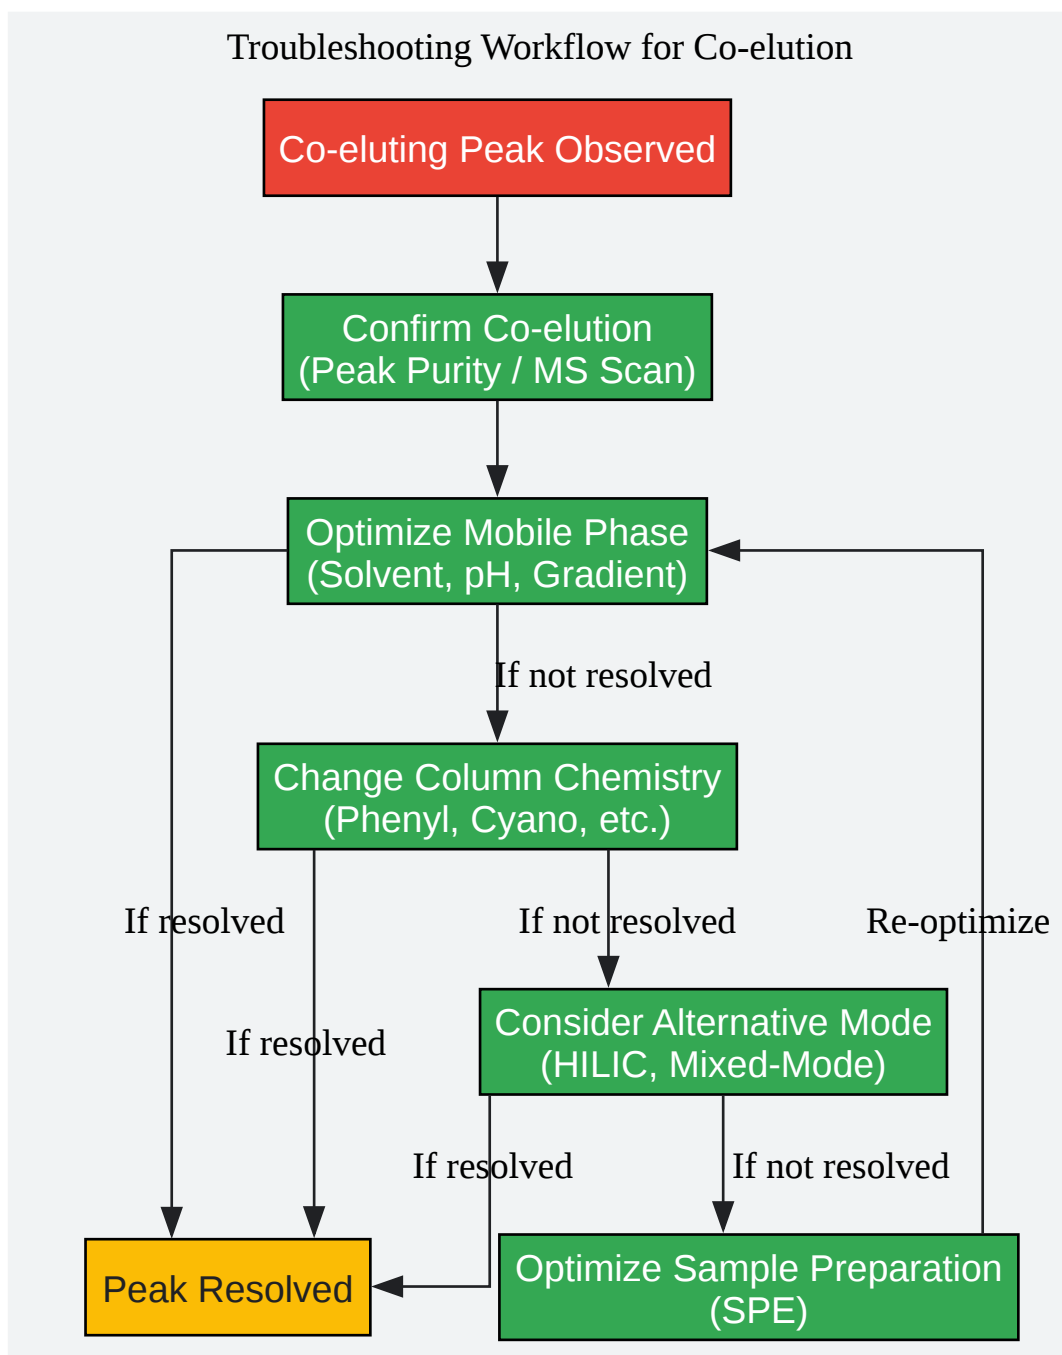 Troubleshooting Workflow for Co-elution
Co-eluting Peak Observed
Confirm Co-elution
(Peak Purity / MS Scan)
Optimize Mobile Phase
(Solvent, pH, Gradient)
If not resolved
Change Column Chemistry
(Phenyl, Cyano, etc.)
If resolved
If not resolved
Re-optimize
If resolved
Consider Alternative Mode
(HILIC, Mixed-Mode)
If resolved
If not resolved
Peak Resolved
Optimize Sample Preparation
(SPE)